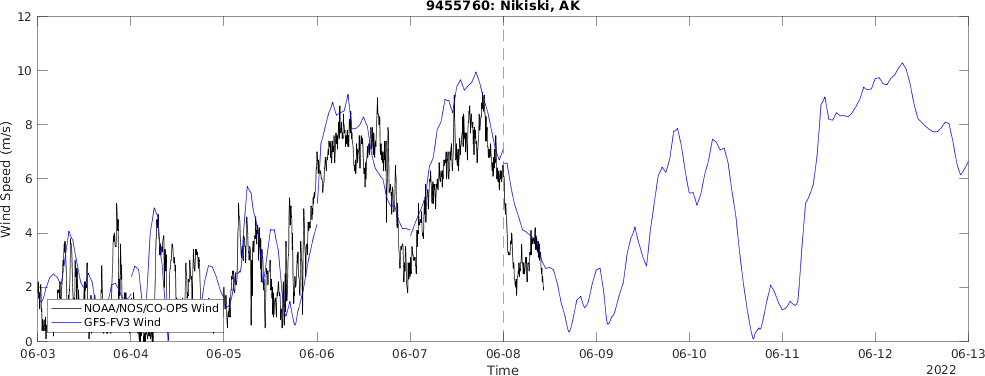 9455760: Nikiski, AK
12
10
8
6
4
2
0
Wind Speed (m/s)
NOAA/NOS/CO-OPS Wind
GFS-FV3 Wind
06-03 06-04 06-05 06-06 06-07 06-08 06-09 06-10 06-11 06-12 06-13
Time
2022